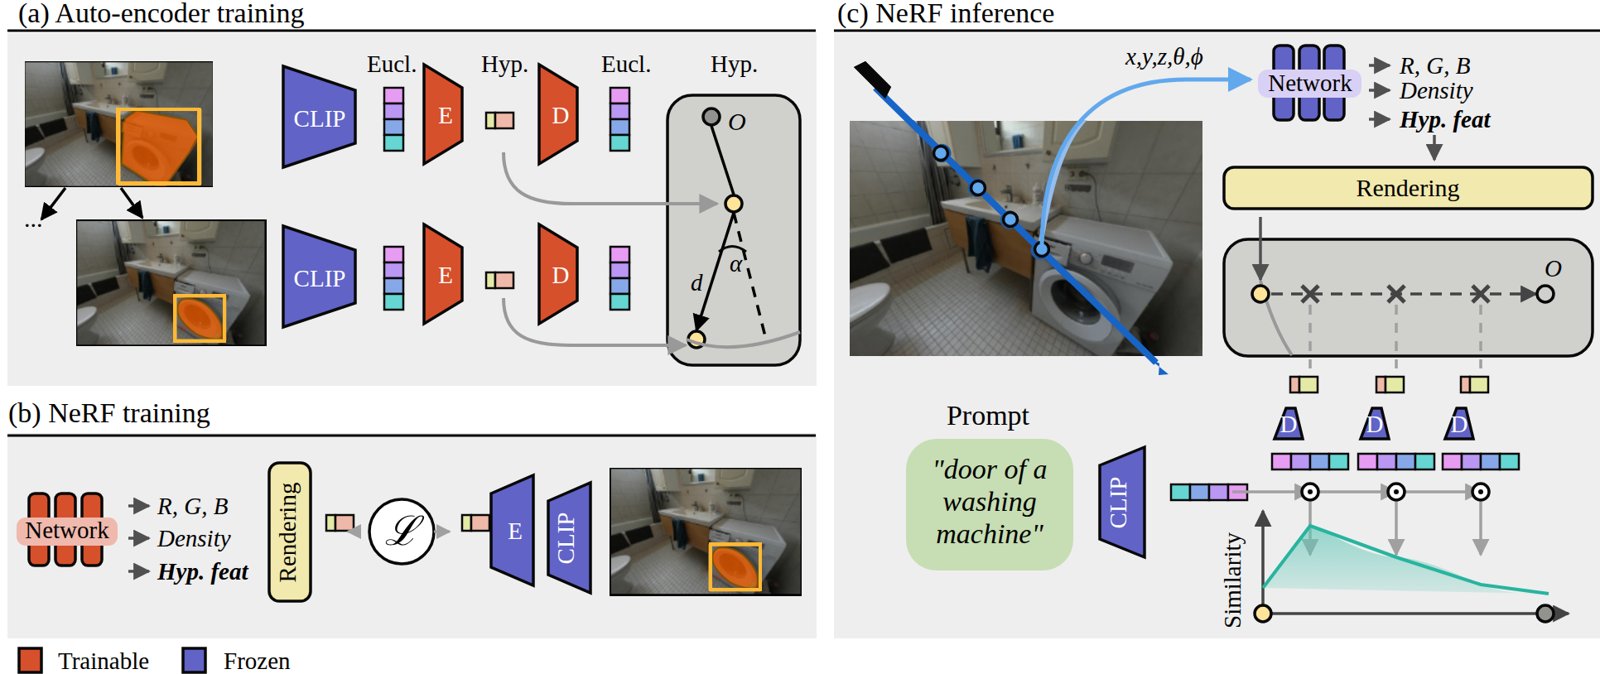 (a) Auto-encoder training
Eucl.
Hyp.
Eucl.
Hyp.
CLIP
E
D
O
...
α
d
CLIP
E
D
(b) NeRF training
Network
R, G, B
Density
Hyp. feat
Rendering
ℒ
E
CLIP
Trainable
Frozen
(c) NeRF inference
x,y,z,θ,ϕ
Network
R, G, B
Density
Hyp. feat
Rendering
O
D
D
D
Prompt
"door of a
washing
machine"
CLIP
Similarity